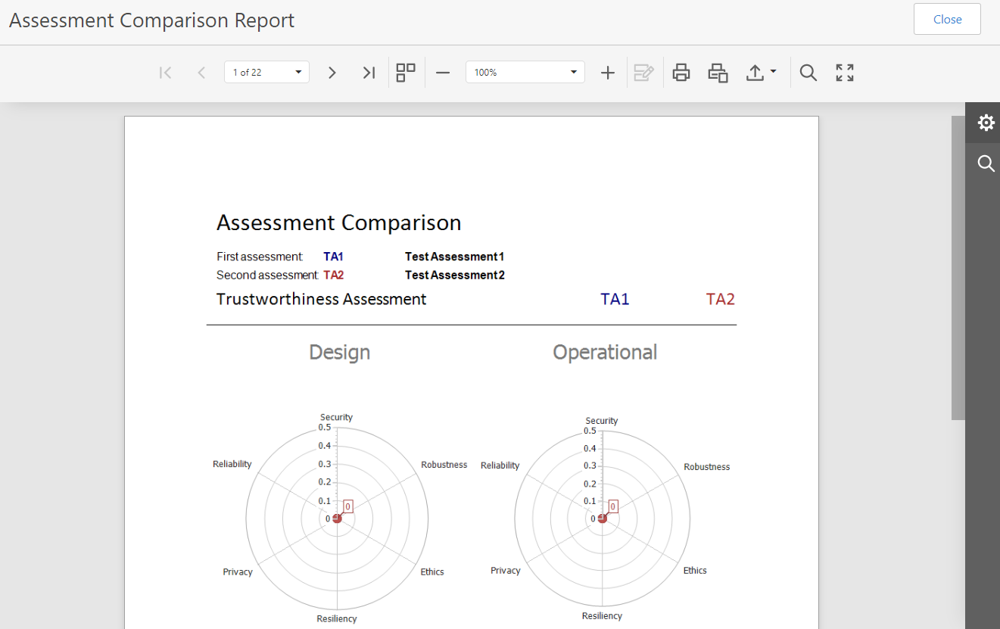 Assessment Comparison Report
Close
1 of 22
100%
Assessment Comparison
First assessment: TA1 Test Assessment 1
Second assessment: TA2 Test Assessment 2
Trustworthiness Assessment TA1 TA2
Design
Operational
Security
0.5
0.4
0.3
0.2
0.1
0
0
Reliability
Robustness
Privacy
Ethics
Resiliency
Security
0.5
0.4
0.3
0.2
0.1
0
0
Reliability
Robustness
Privacy
Ethics
Resiliency